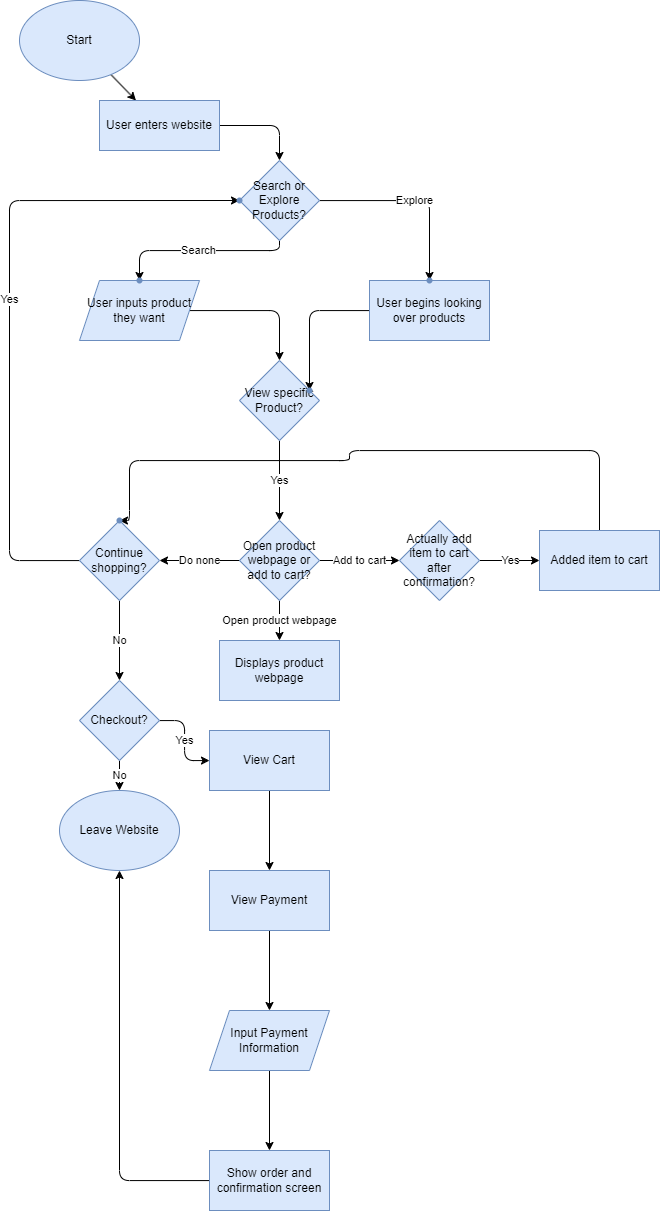 Start
User enters website
Search or
Explore
Products?
Explore
Search
User inputs product
they want
User begins looking
over products
Yes
View specific
Product?
Yes
Continue
shopping?
Do none
Open product
webpage or
add to cart?
Add to cart
Actually add
item to cart
after
confirmation?
Yes
Added item to cart
Open product webpage
No
Displays product
webpage
Checkout?
Yes
View Cart
No
Leave Website
View Payment
Input Payment
Information
Show order and
confirmation screen